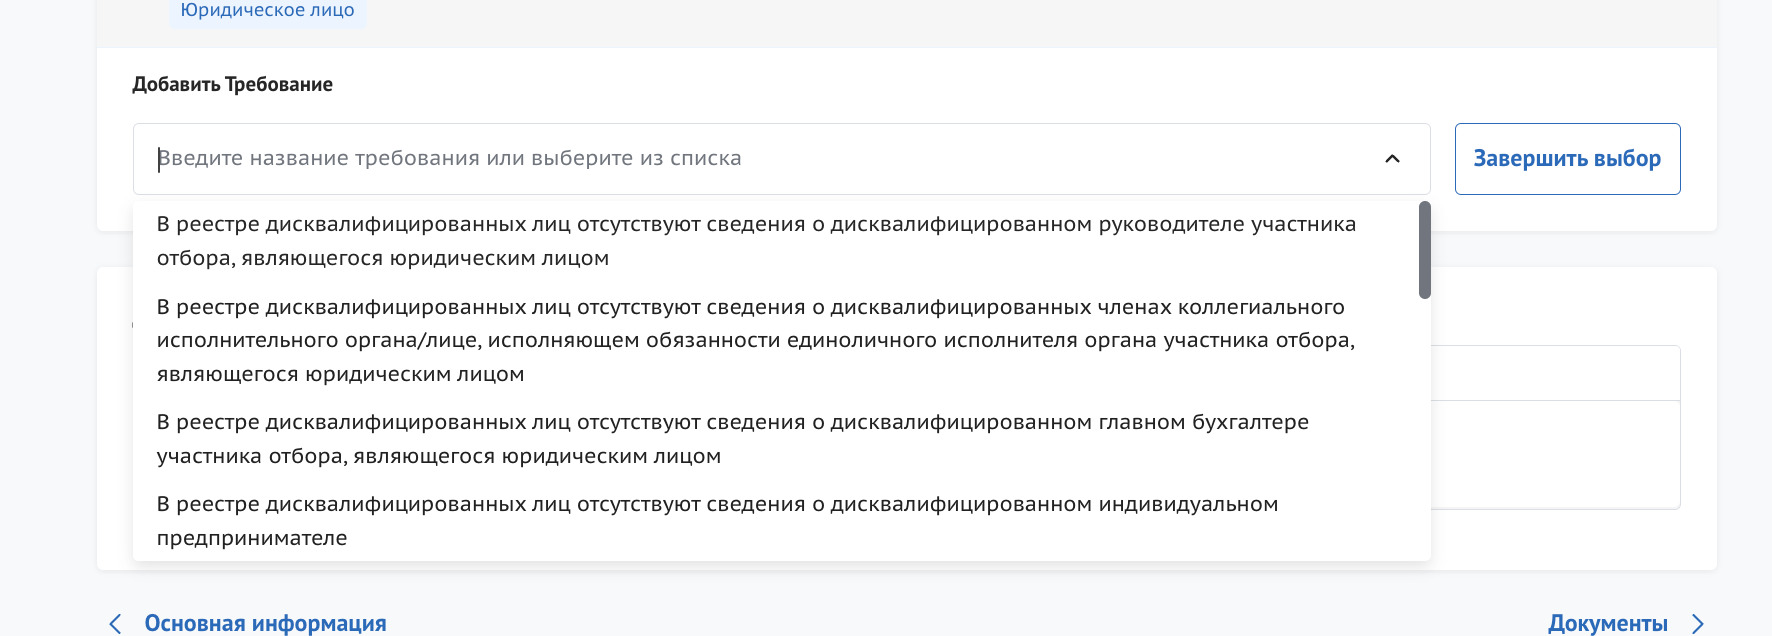 Юридическое лицо
Добавить Требование
Введите название требования или выберите из списка
Завершить выбор
В реестре дисквалифицированных лиц отсутствуют сведения о дисквалифицированном руководителе участника
отбора, являющегося юридическим лицом
В реестре дисквалифицированных лиц отсутствуют сведения о дисквалифицированных членах коллегиального
исполнительного органа/лице, исполняющем обязанности единоличного исполнителя органа участника отбора,
являющегося юридическим лицом
В реестре дисквалифицированных лиц отсутствуют сведения о дисквалифицированном главном бухгалтере
участника отбора, являющегося юридическим лицом
В реестре дисквалифицированных лиц отсутствуют сведения о дисквалифицированном индивидуальном
предпринимателе
Основная информация
Документы